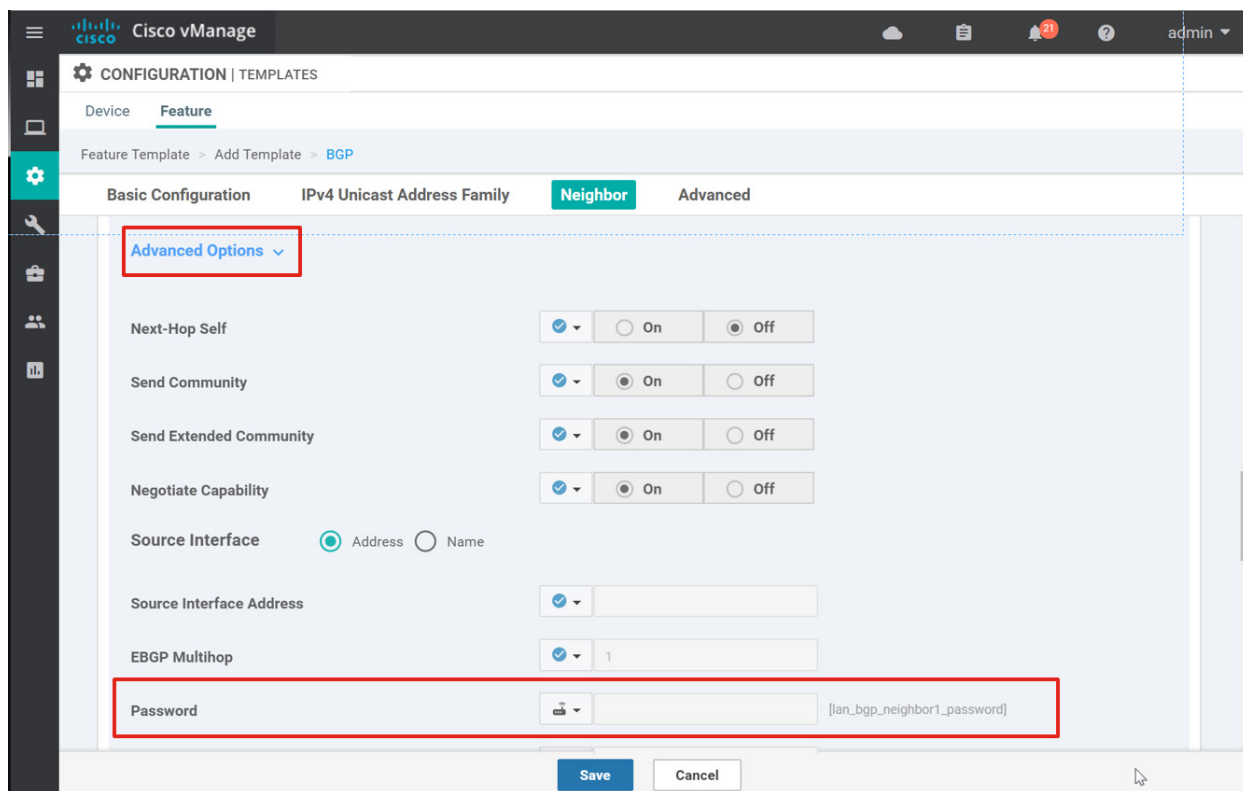 cisco Cisco vManage 21 admin
CONFIGURATION | TEMPLATES
Device Feature
Feature Template > Add Template > BGP
Basic Configuration IPv4 Unicast Address Family Neighbor Advanced
Advanced Options
Next-Hop Self On Off
Send Community On Off
Send Extended Community On Off
Negotiate Capability On Off
Source Interface Address Name
Source Interface Address
EBGP Multihop 1
Password [lan_bgp_neighbor1_password]
Save Cancel